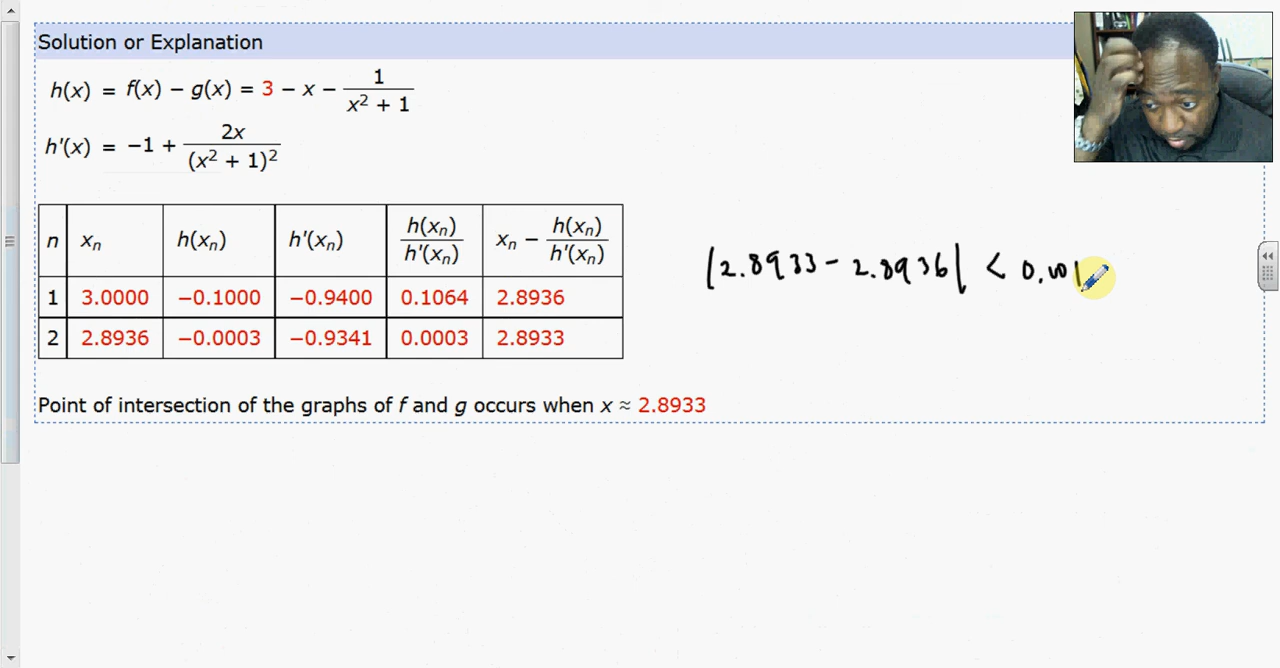 Solution or Explanation
h(x) = f(x) − g(x) = 3 − x − 1/(x² + 1)
h'(x) = −1 + 2x/(x² + 1)²
n xₙ h(xₙ) h'(xₙ) h(xₙ)/h'(xₙ) xₙ − h(xₙ)/h'(xₙ)
1 3.0000 −0.1000 −0.9400 0.1064 2.8936
2 2.8936 −0.0003 −0.9341 0.0003 2.8933
|2.8933 − 2.8936| < 0.001
Point of intersection of the graphs of f and g occurs when x ≈ 2.8933